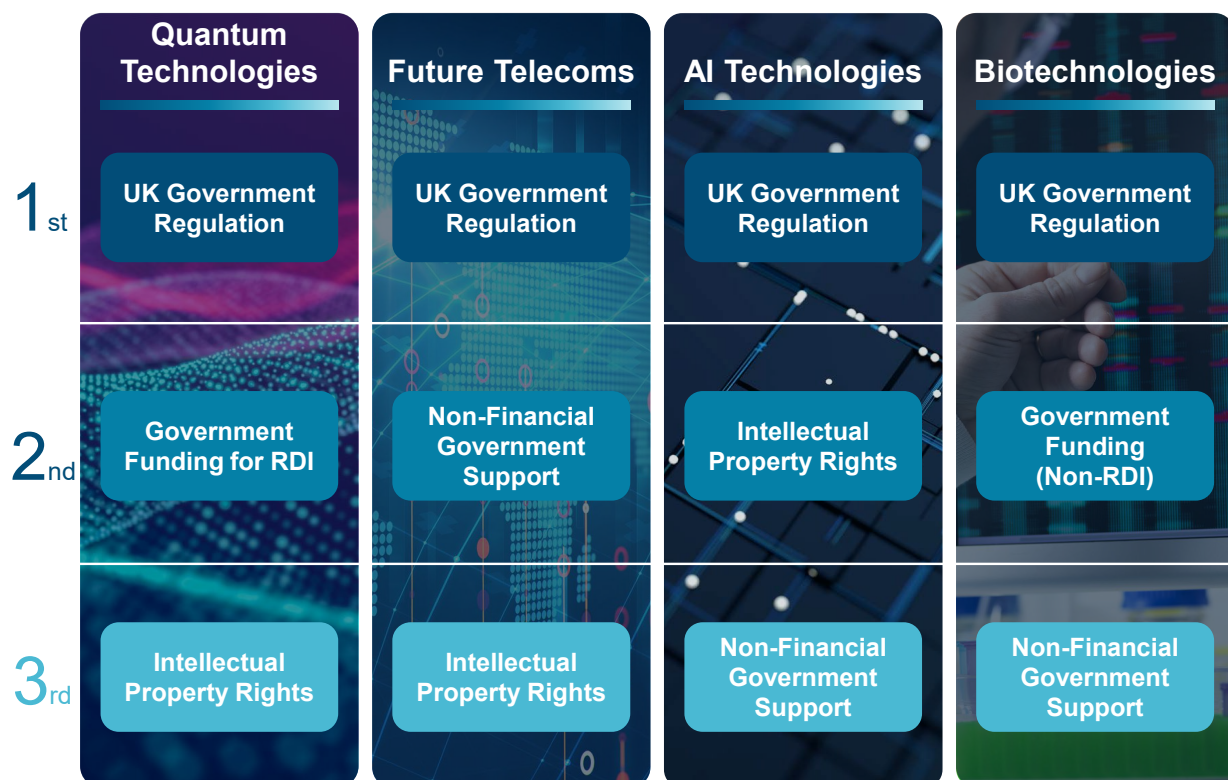 Quantum
Technologies
Future Telecoms
AI Technologies
Biotechnologies
1st
UK Government
Regulation
UK Government
Regulation
UK Government
Regulation
UK Government
Regulation
2nd
Government
Funding for RDI
Non-Financial
Government
Support
Intellectual
Property Rights
Government
Funding
(Non-RDI)
3rd
Intellectual
Property Rights
Intellectual
Property Rights
Non-Financial
Government
Support
Non-Financial
Government
Support